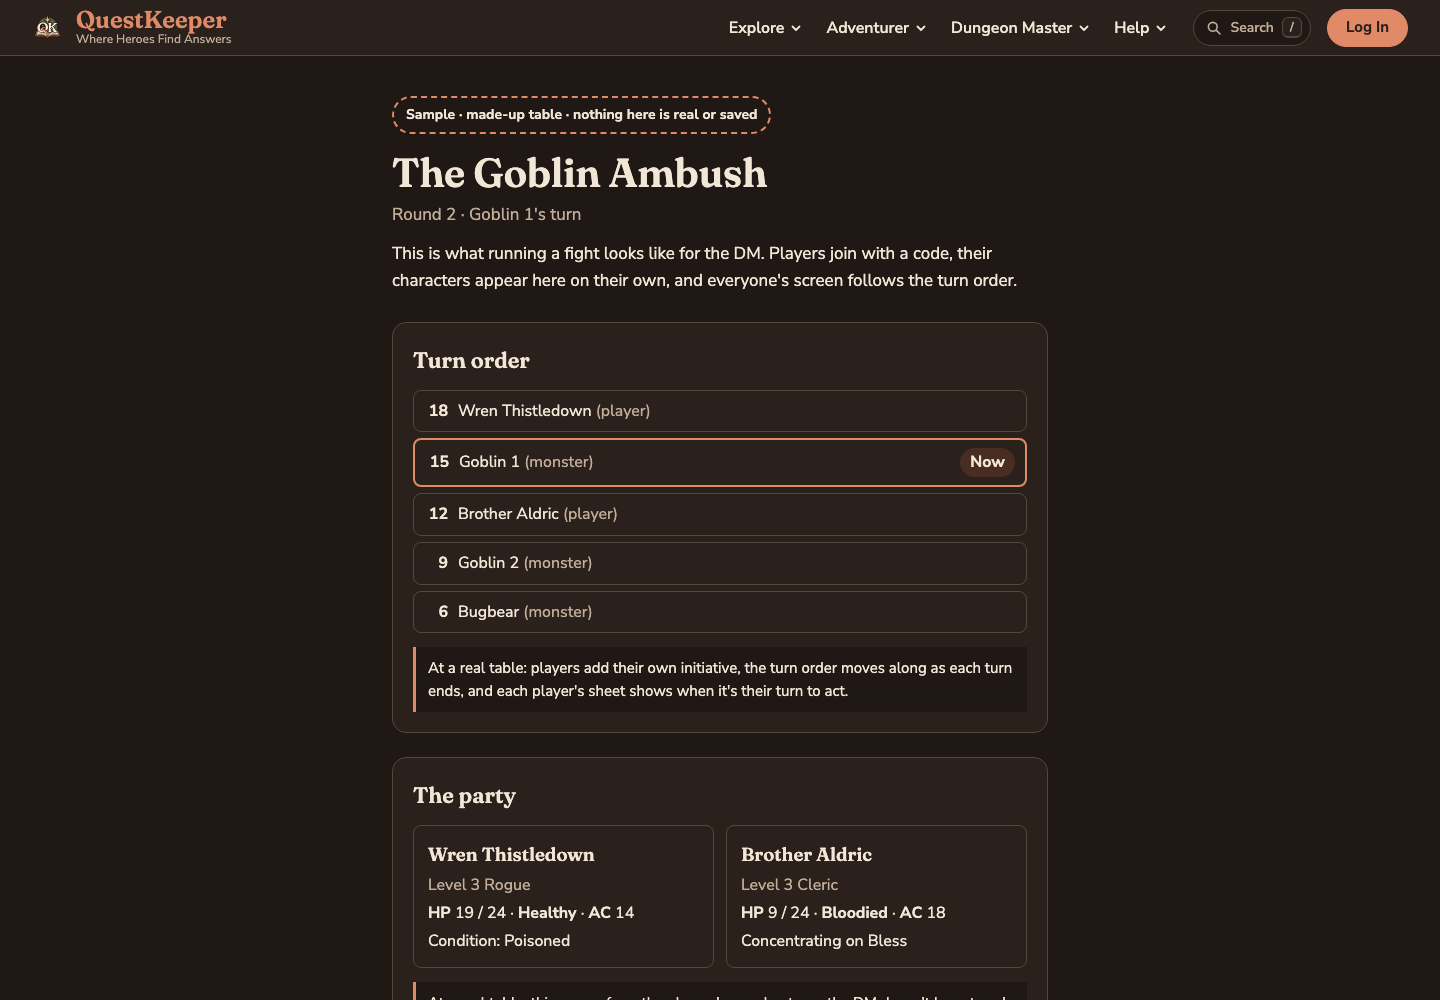 QK
QuestKeeper
Where Heroes Find Answers
Explore
Adventurer
Dungeon Master
Help
Search /
Log In
Sample · made-up table · nothing here is real or saved
The Goblin Ambush
Round 2 · Goblin 1's turn
This is what running a fight looks like for the DM. Players join with a code, their
characters appear here on their own, and everyone's screen follows the turn order.
Turn order
18 Wren Thistledown (player)
15 Goblin 1 (monster) Now
12 Brother Aldric (player)
9 Goblin 2 (monster)
6 Bugbear (monster)
At a real table: players add their own initiative, the turn order moves along as each turn
ends, and each player's sheet shows when it's their turn to act.
The party
Wren Thistledown
Level 3 Rogue
HP 19 / 24 · Healthy · AC 14
Condition: Poisoned
Brother Aldric
Level 3 Cleric
HP 9 / 24 · Bloodied · AC 18
Concentrating on Bless